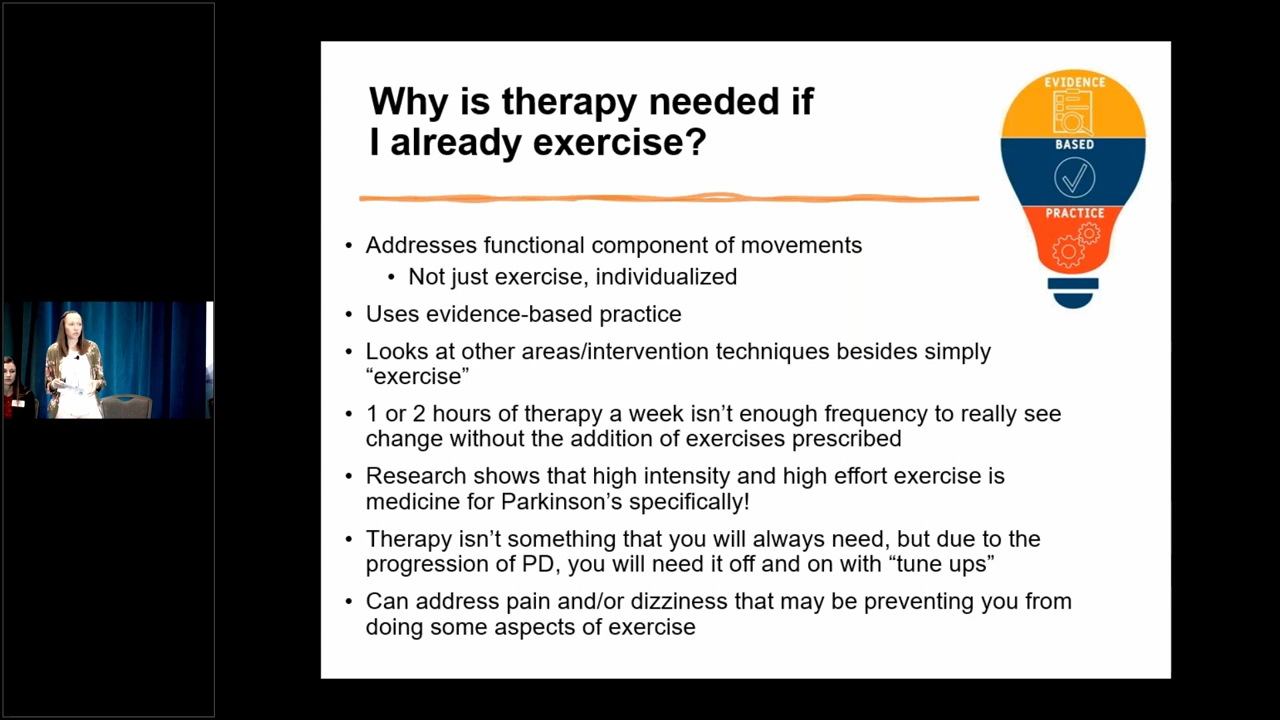 Why is therapy needed if
I already exercise?
EVIDENCE
BASED
PRACTICE
• Addresses functional component of movements
• Not just exercise, individualized
• Uses evidence-based practice
• Looks at other areas/intervention techniques besides simply
“exercise”
• 1 or 2 hours of therapy a week isn’t enough frequency to really see
change without the addition of exercises prescribed
• Research shows that high intensity and high effort exercise is
medicine for Parkinson’s specifically!
• Therapy isn’t something that you will always need, but due to the
progression of PD, you will need it off and on with “tune ups”
• Can address pain and/or dizziness that may be preventing you from
doing some aspects of exercise